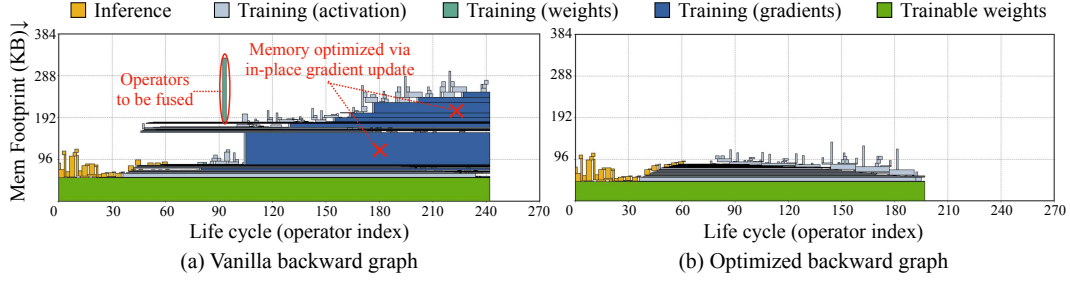 Inference Training (activation) Training (weights) Training (gradients) Trainable weights
Mem Footprint (KB)↓
384
288
192
96
0
Operators
to be fused
Memory optimized via
in-place gradient update
0 30 60 90 120 150 180 210 240 270
Life cycle (operator index)
(a) Vanilla backward graph
384
288
192
96
0
0 30 60 90 120 150 180 210 240 270
Life cycle (operator index)
(b) Optimized backward graph